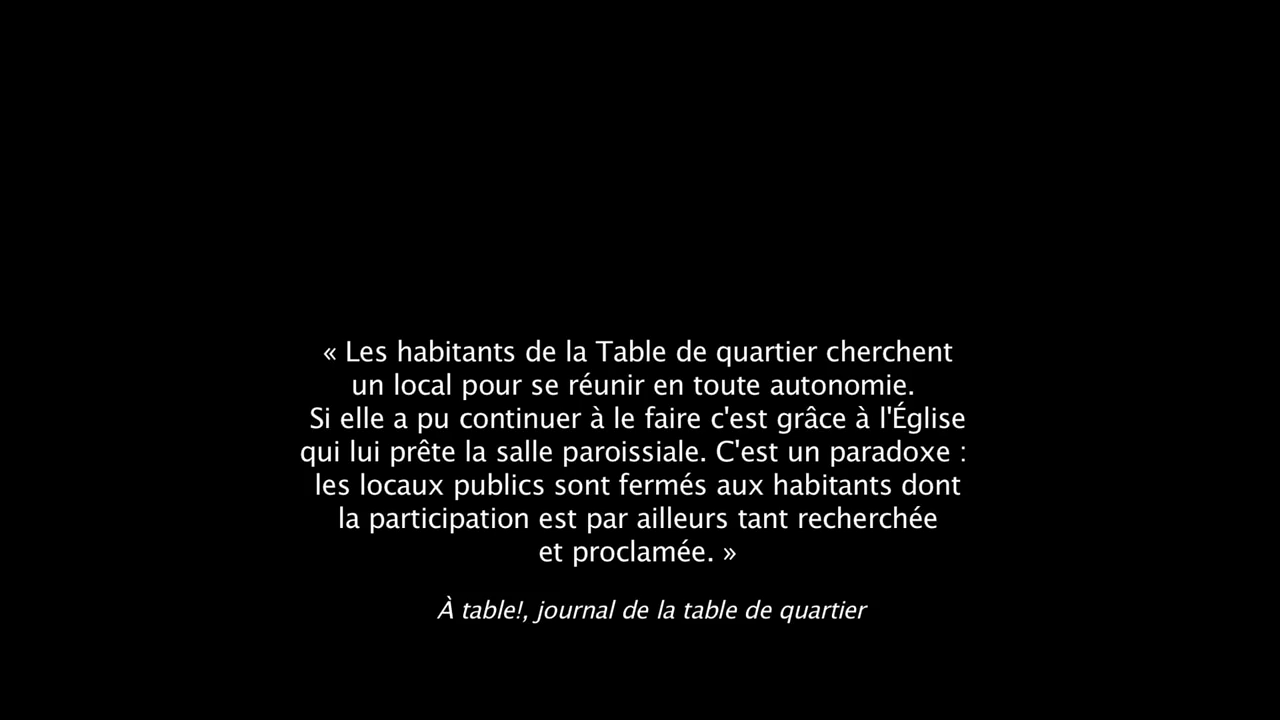 « Les habitants de la Table de quartier cherchent
un local pour se réunir en toute autonomie.
Si elle a pu continuer à le faire c'est grâce à l'Église
qui lui prête la salle paroissiale. C'est un paradoxe :
les locaux publics sont fermés aux habitants dont
la participation est par ailleurs tant recherchée
et proclamée. »
À table!, journal de la table de quartier